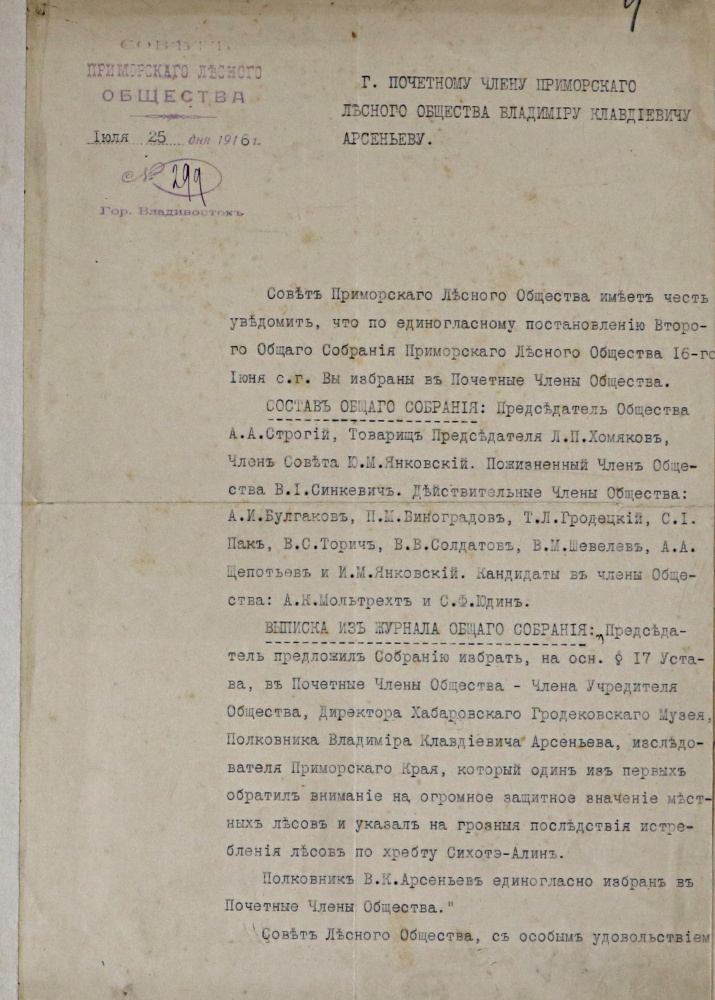 СОВѢТЪ
ПРИМОРСКАГО ЛѢСНОГО
ОБЩЕСТВА
Іюля 25 дня 1916 г.
№ 299
Гор. Владивостокъ
Г. ПОЧЕТНОМУ ЧЛЕНУ ПРИМОРСКАГО
ЛѢСНОГО ОБЩЕСТВА ВЛАДИМІРУ КЛАВДІЕВИЧУ
АРСЕНЬЕВУ.
Совѣтъ Приморскаго Лѣсного Общества имѣетъ честь
увѣдомить, что по единогласному постановленію Второ-
го Общаго Собранія Приморскаго Лѣсного Общества 16-го
Іюня с.г. Вы избраны въ Почетные Члены Общества.
СОСТАВЪ ОБЩАГО СОБРАНІЯ: Предсѣдатель Общества
А.А.Строгій, Товарищъ Предсѣдателя Л.П.Хомяковъ,
Членъ Совѣта Ю.М.Янковскій. Пожизненный Членъ Обще-
ства В.І.Синкевичъ. Дѣйствительные Члены Общества:
А.И.Булгаковъ, П.М.Виноградовъ, Т.Л.Гродецкій, С.І.
Пакъ, В.С.Торичъ, В.В.Солдатовъ, В.М.Шевелевъ, А.А.
Щепотьевъ и И.М.Янковскій. Кандидаты въ члены Обще-
ства: А.К.Мольтрехтъ и С.Ф.Юдинъ.
ВЫПИСКА ИЗЪ ЖУРНАЛА ОБЩАГО СОБРАНІЯ: "Предсѣда-
тель предложилъ Собранію избрать, на осн. § 17 Уста-
ва, въ Почетные Члены Общества - Члена Учредителя
Общества, Директора Хабаровскаго Гродековскаго Музея,
Полковника Владиміра Клавдіевича Арсеньева, изслѣдо-
вателя Приморскаго Края, который одинъ изъ первыхъ
обратилъ вниманіе на огромное защитное значеніе мѣст-
ныхъ лѣсовъ и указалъ на грозныя послѣдствія истре-
бленія лѣсовъ по хребту Сихотэ-Алинъ.
Полковникъ В.К.Арсеньевъ единогласно избранъ въ
Почетные Члены Общества."
Совѣтъ Лѣсного Общества, съ особымъ удовольствіемъ